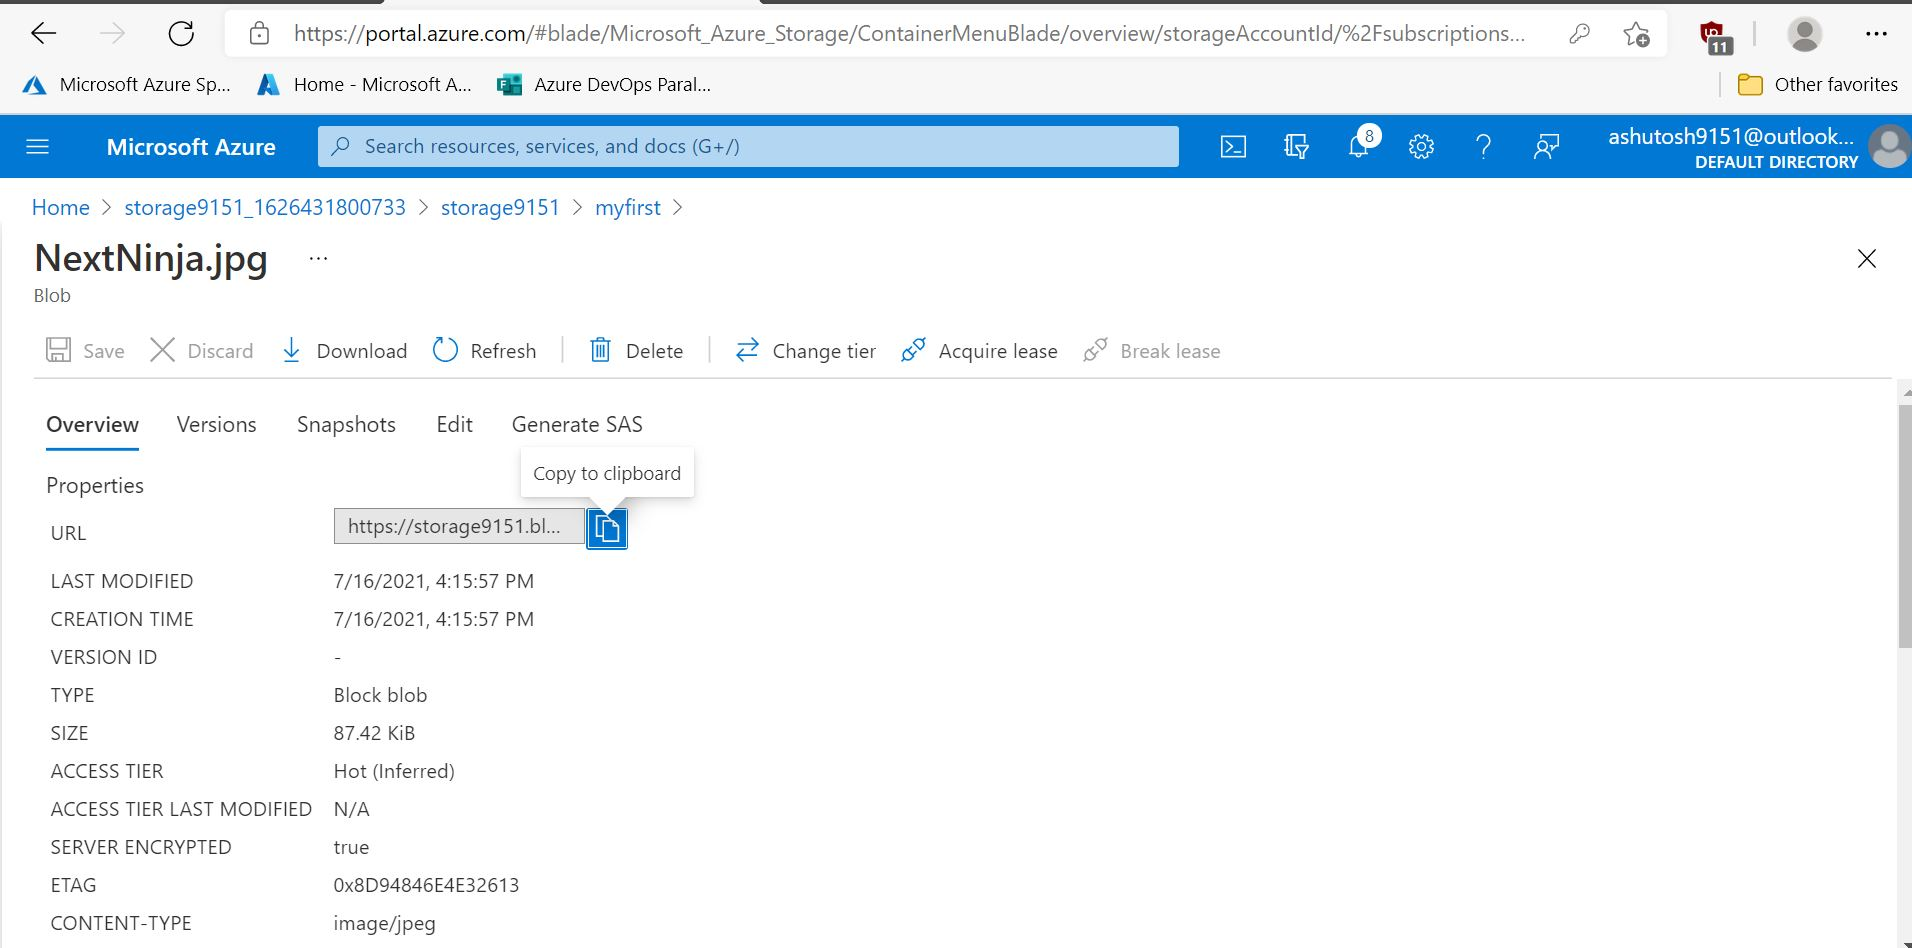 https://portal.azure.com/#blade/Microsoft_Azure_Storage/ContainerMenuBlade/overview/storageAccountId/%2Fsubscriptions...
11
Microsoft Azure Sp...
Home - Microsoft A...
Azure DevOps Paral...
Other favorites
Microsoft Azure
Search resources, services, and docs (G+/)
8
ashutosh9151@outlook...
DEFAULT DIRECTORY
Home > storage9151_1626431800733 > storage9151 > myfirst >
NextNinja.jpg ...
Blob
Save Discard Download Refresh Delete Change tier Acquire lease Break lease
Overview Versions Snapshots Edit Generate SAS
Copy to clipboard
Properties
URL https://storage9151.bl...
LAST MODIFIED 7/16/2021, 4:15:57 PM
CREATION TIME 7/16/2021, 4:15:57 PM
VERSION ID -
TYPE Block blob
SIZE 87.42 KiB
ACCESS TIER Hot (Inferred)
ACCESS TIER LAST MODIFIED N/A
SERVER ENCRYPTED true
ETAG 0x8D94846E4E32613
CONTENT-TYPE image/jpeg